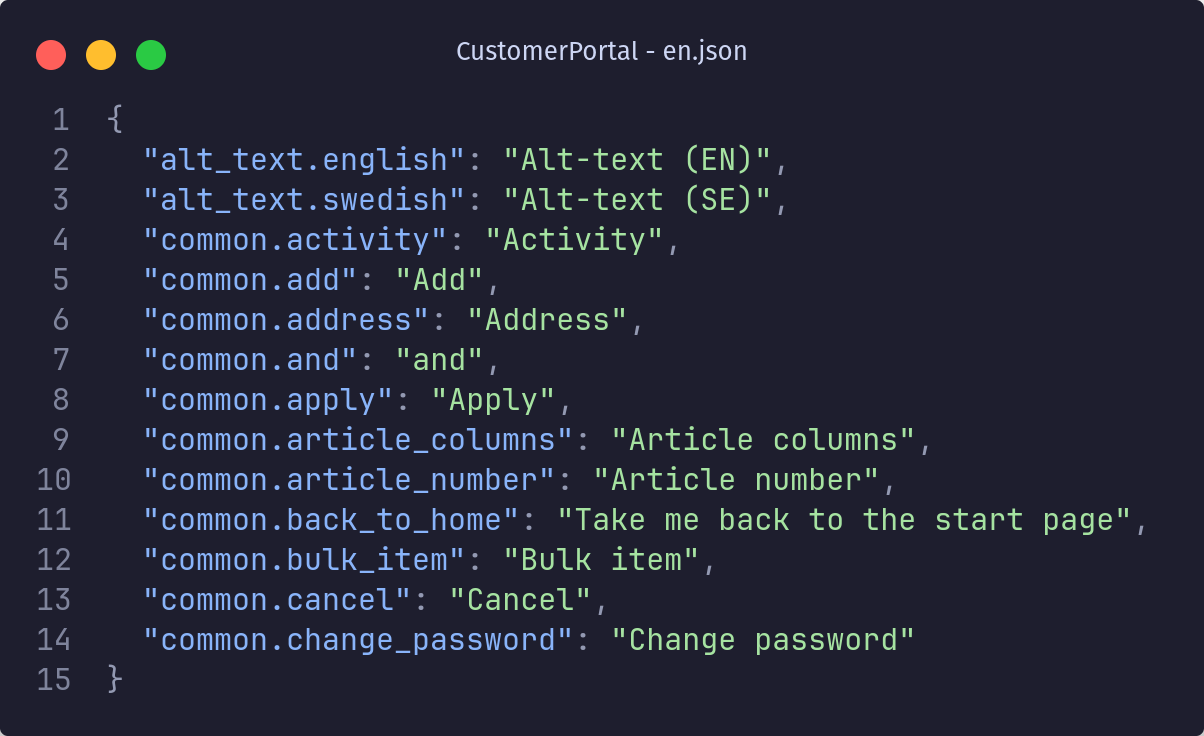 CustomerPortal - en.json
1 {
2 "alt_text.english": "Alt-text (EN)",
3 "alt_text.swedish": "Alt-text (SE)",
4 "common.activity": "Activity",
5 "common.add": "Add",
6 "common.address": "Address",
7 "common.and": "and",
8 "common.apply": "Apply",
9 "common.article_columns": "Article columns",
10 "common.article_number": "Article number",
11 "common.back_to_home": "Take me back to the start page",
12 "common.bulk_item": "Bulk item",
13 "common.cancel": "Cancel",
14 "common.change_password": "Change password"
15 }